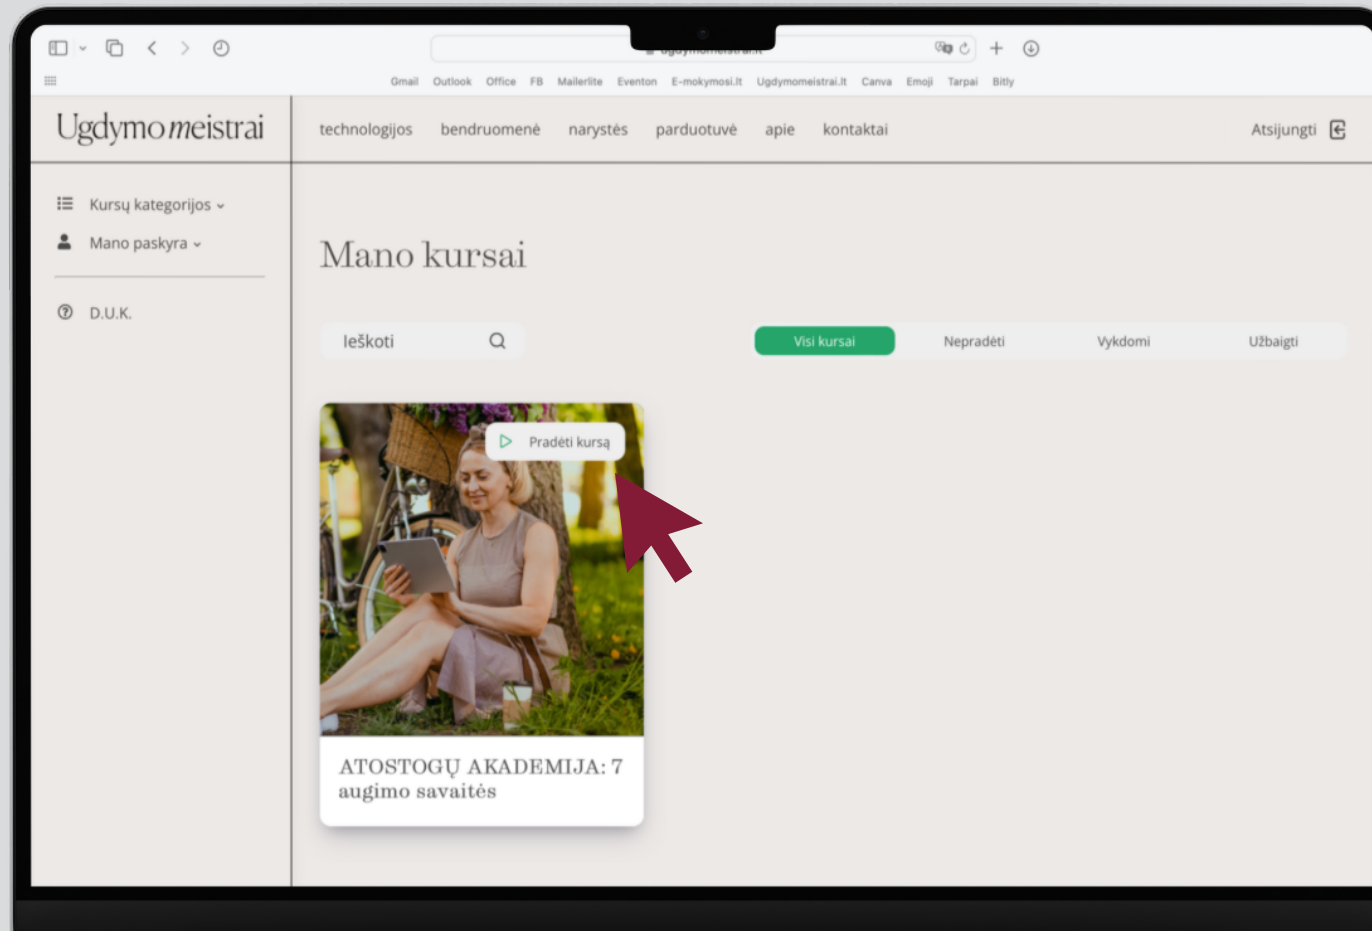 Gmail Outlook Office FB Mailerlite Eventon E-mokymosi.lt Ugdymomeistrai.lt Canva Emoji Tarpai Bitly
Ugdymo meistrai
technologijos bendruomenė narystės parduotuvė apie kontaktai
Atsijungti
Kursų kategorijos
Mano paskyra
D.U.K.
Mano kursai
Ieškoti
Visi kursai Nepradėti Vykdomi Užbaigti
Pradėti kursą
ATOSTOGŲ AKADEMIJA: 7
augimo savaitės